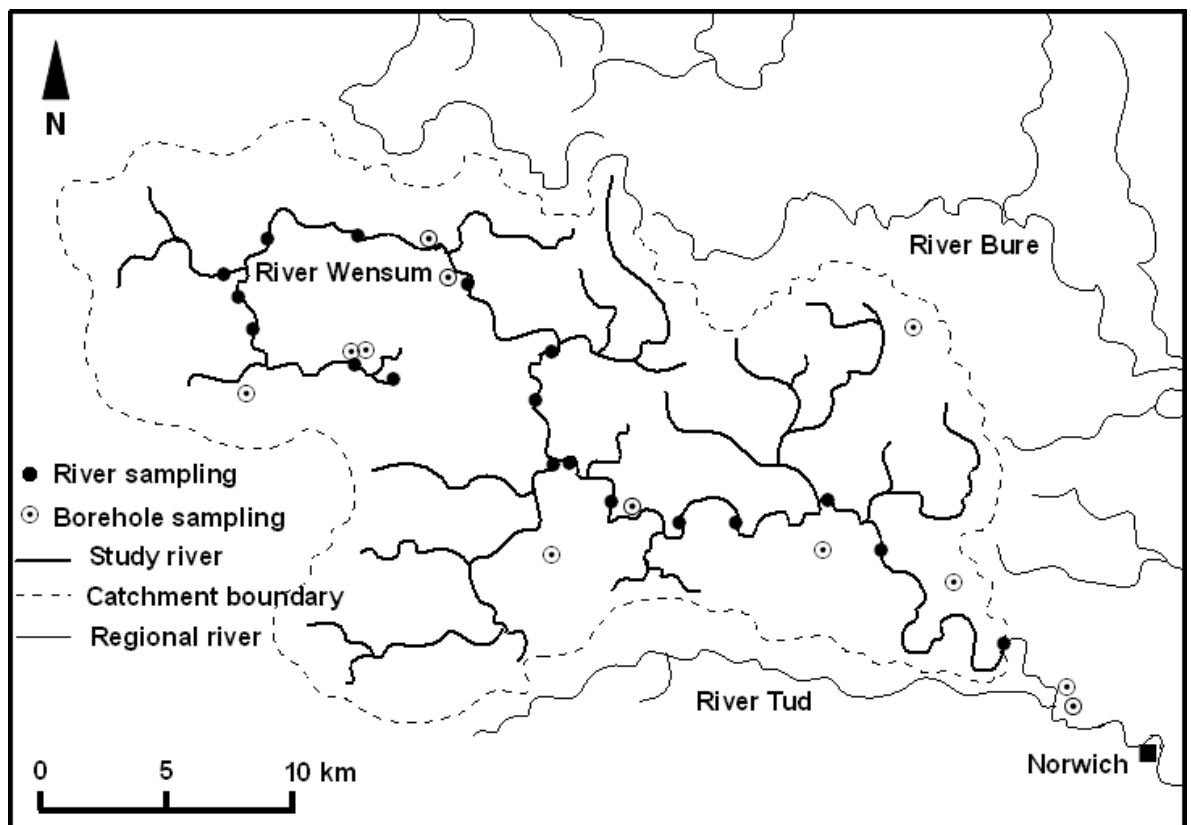 N
River Bure
River Wensum
River sampling
Borehole sampling
Study river
Catchment boundary
Regional river
River Tud
Norwich
0 5 10 km